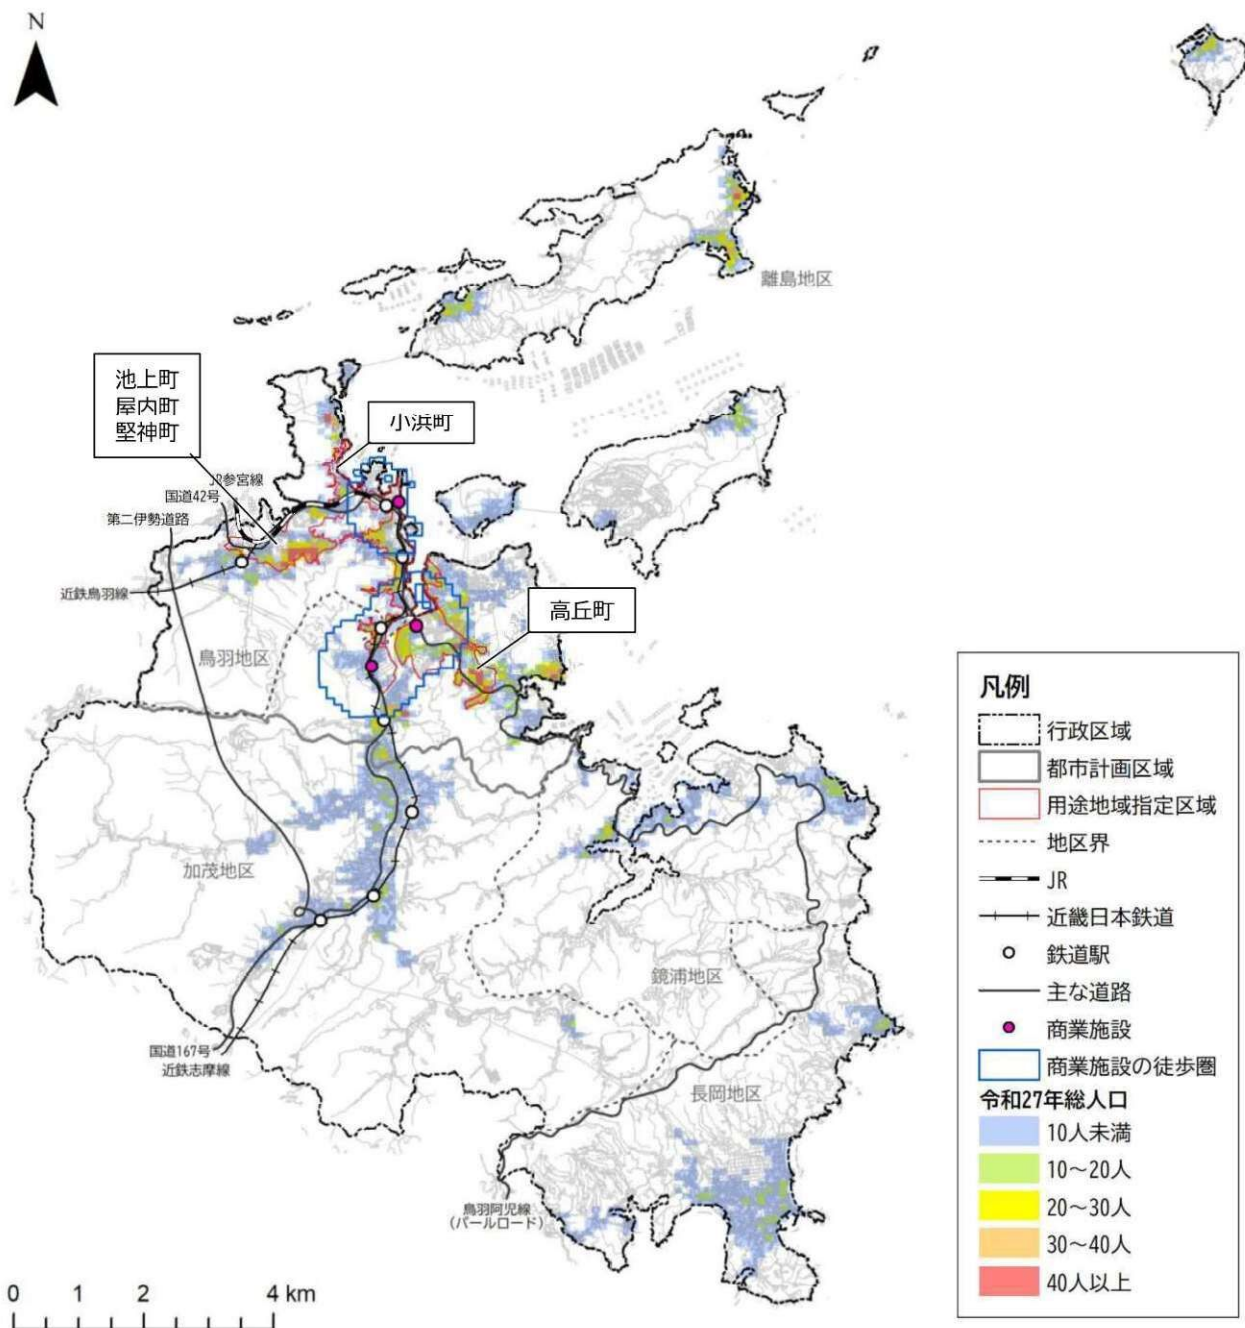 N
離島地区
池上町
屋内町
堅神町
小浜町
JR参宮線
国道42号
第二伊勢道路
近鉄鳥羽線
高丘町
鳥羽地区
加茂地区
鏡浦地区
国道167号
近鉄志摩線
長岡地区
鳥羽阿児線
(パールロード)
0 1 2 4 km
凡例
行政区域
都市計画区域
用途地域指定区域
地区界
JR
近畿日本鉄道
鉄道駅
主な道路
商業施設
商業施設の徒歩圏
令和27年総人口
10人未満
10～20人
20～30人
30～40人
40人以上